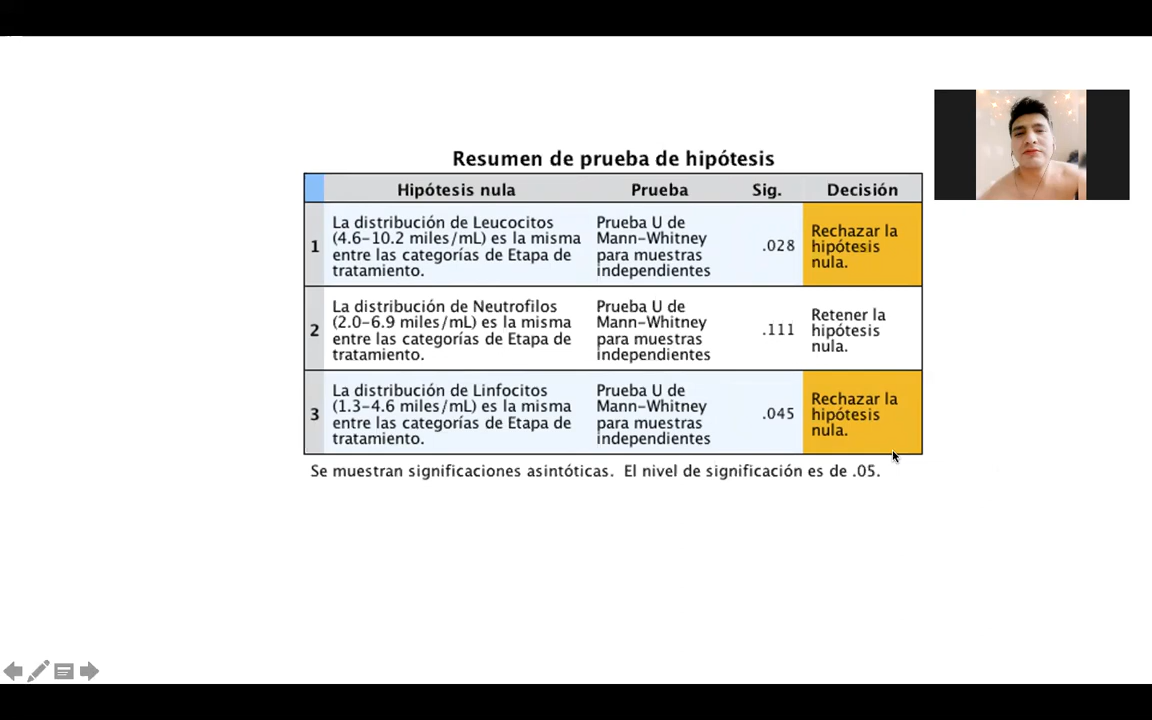 Resumen de prueba de hipótesis
Hipótesis nula Prueba Sig. Decisión
1
La distribución de Leucocitos
(4.6-10.2 miles/mL) es la misma
entre las categorías de Etapa de
tratamiento.
Prueba U de
Mann-Whitney
para muestras
independientes
.028
Rechazar la
hipótesis
nula.
2
La distribución de Neutrofilos
(2.0-6.9 miles/mL) es la misma
entre las categorías de Etapa de
tratamiento.
Prueba U de
Mann-Whitney
para muestras
independientes
.111
Retener la
hipótesis
nula.
3
La distribución de Linfocitos
(1.3-4.6 miles/mL) es la misma
entre las categorías de Etapa de
tratamiento.
Prueba U de
Mann-Whitney
para muestras
independientes
.045
Rechazar la
hipótesis
nula.
Se muestran significaciones asintóticas. El nivel de significación es de .05.